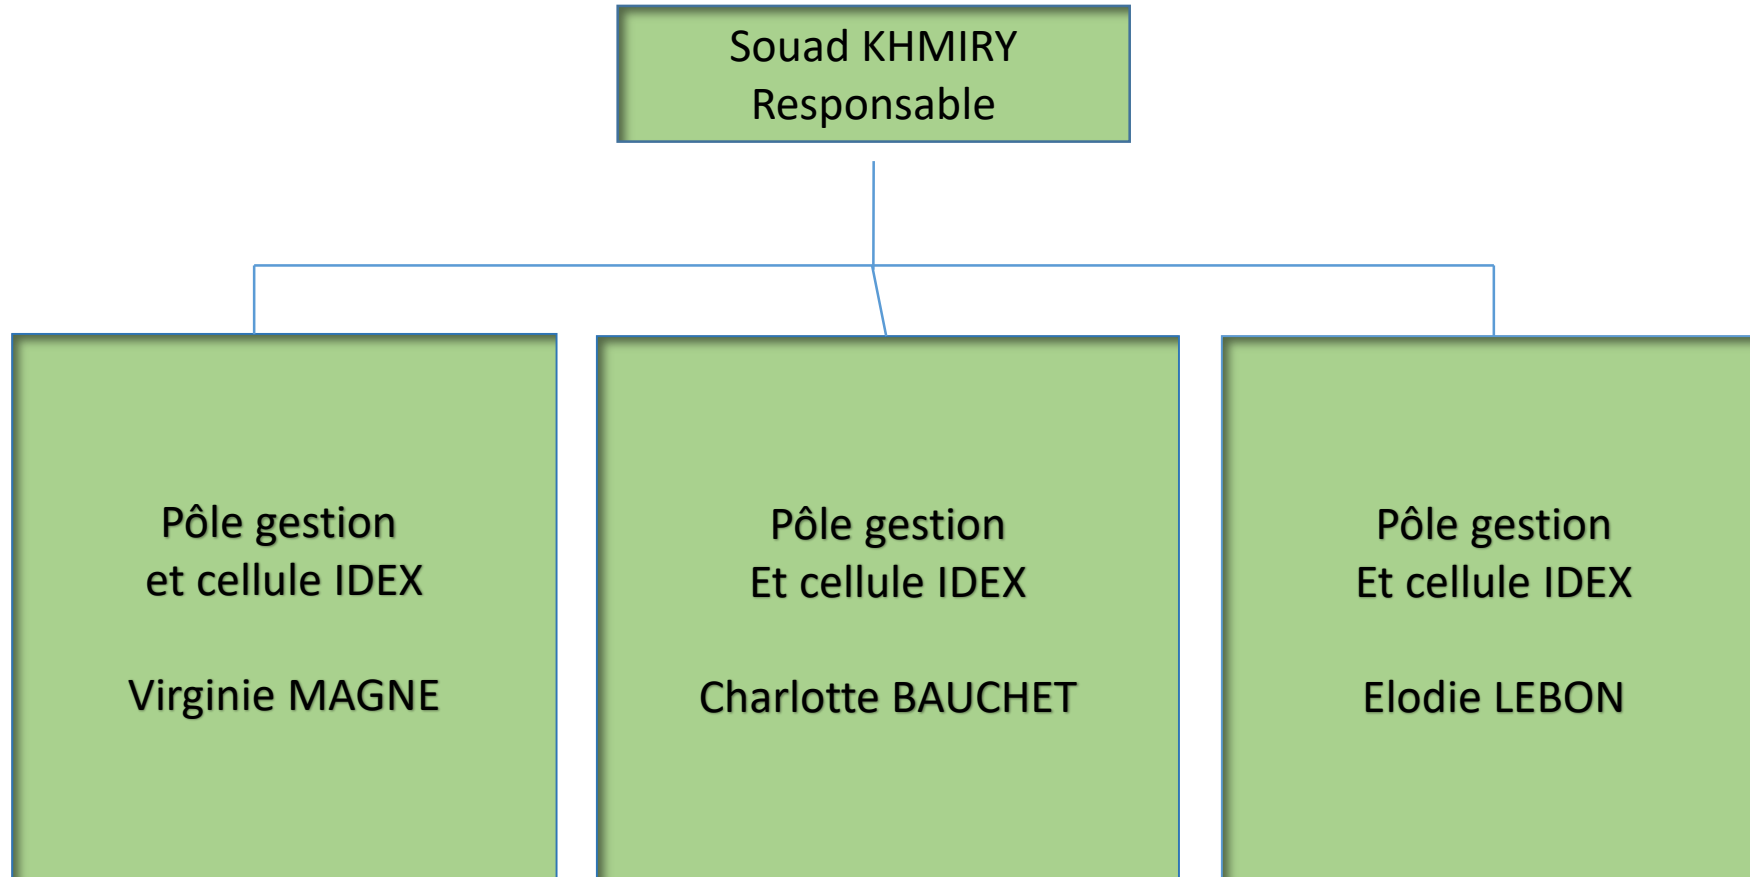 Souad KHMIRY
Responsable
Pôle gestion
et cellule IDEX
Virginie MAGNE
Pôle gestion
Et cellule IDEX
Charlotte BAUCHET
Pôle gestion
Et cellule IDEX
Elodie LEBON